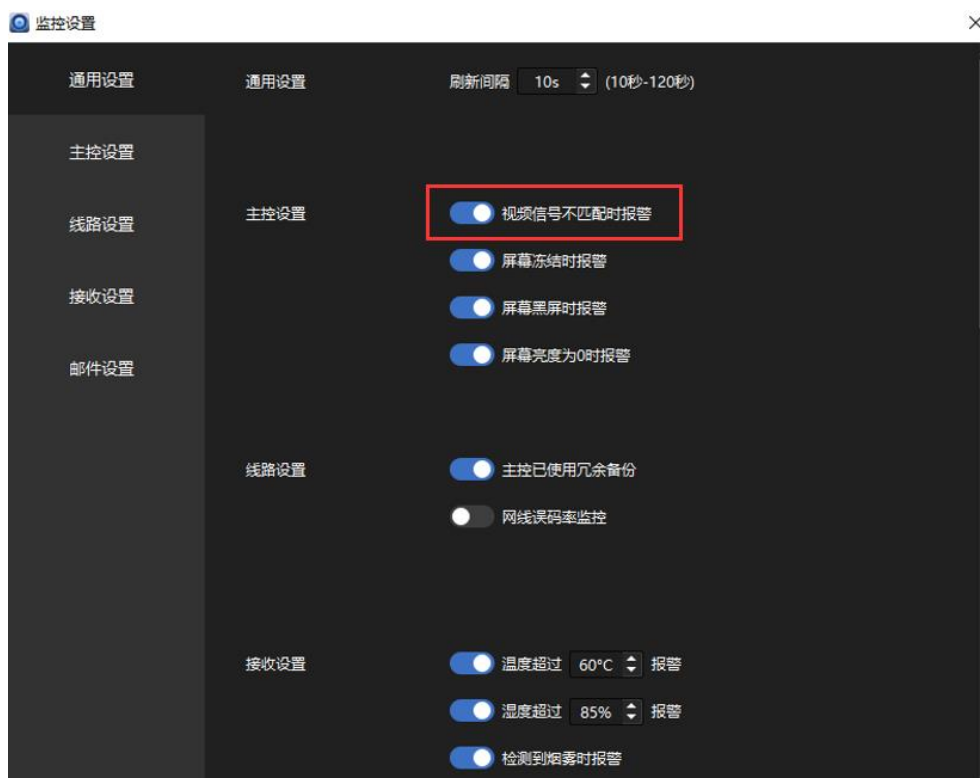 监控设置
通用设置
主控设置
线路设置
接收设置
邮件设置
通用设置 刷新间隔 10s (10秒-120秒)
主控设置 视频信号不匹配时报警
屏幕冻结时报警
屏幕黑屏时报警
屏幕亮度为0时报警
线路设置 主控已使用冗余备份
网线误码率监控
接收设置 温度超过 60°C 报警
湿度超过 85% 报警
检测到烟雾时报警